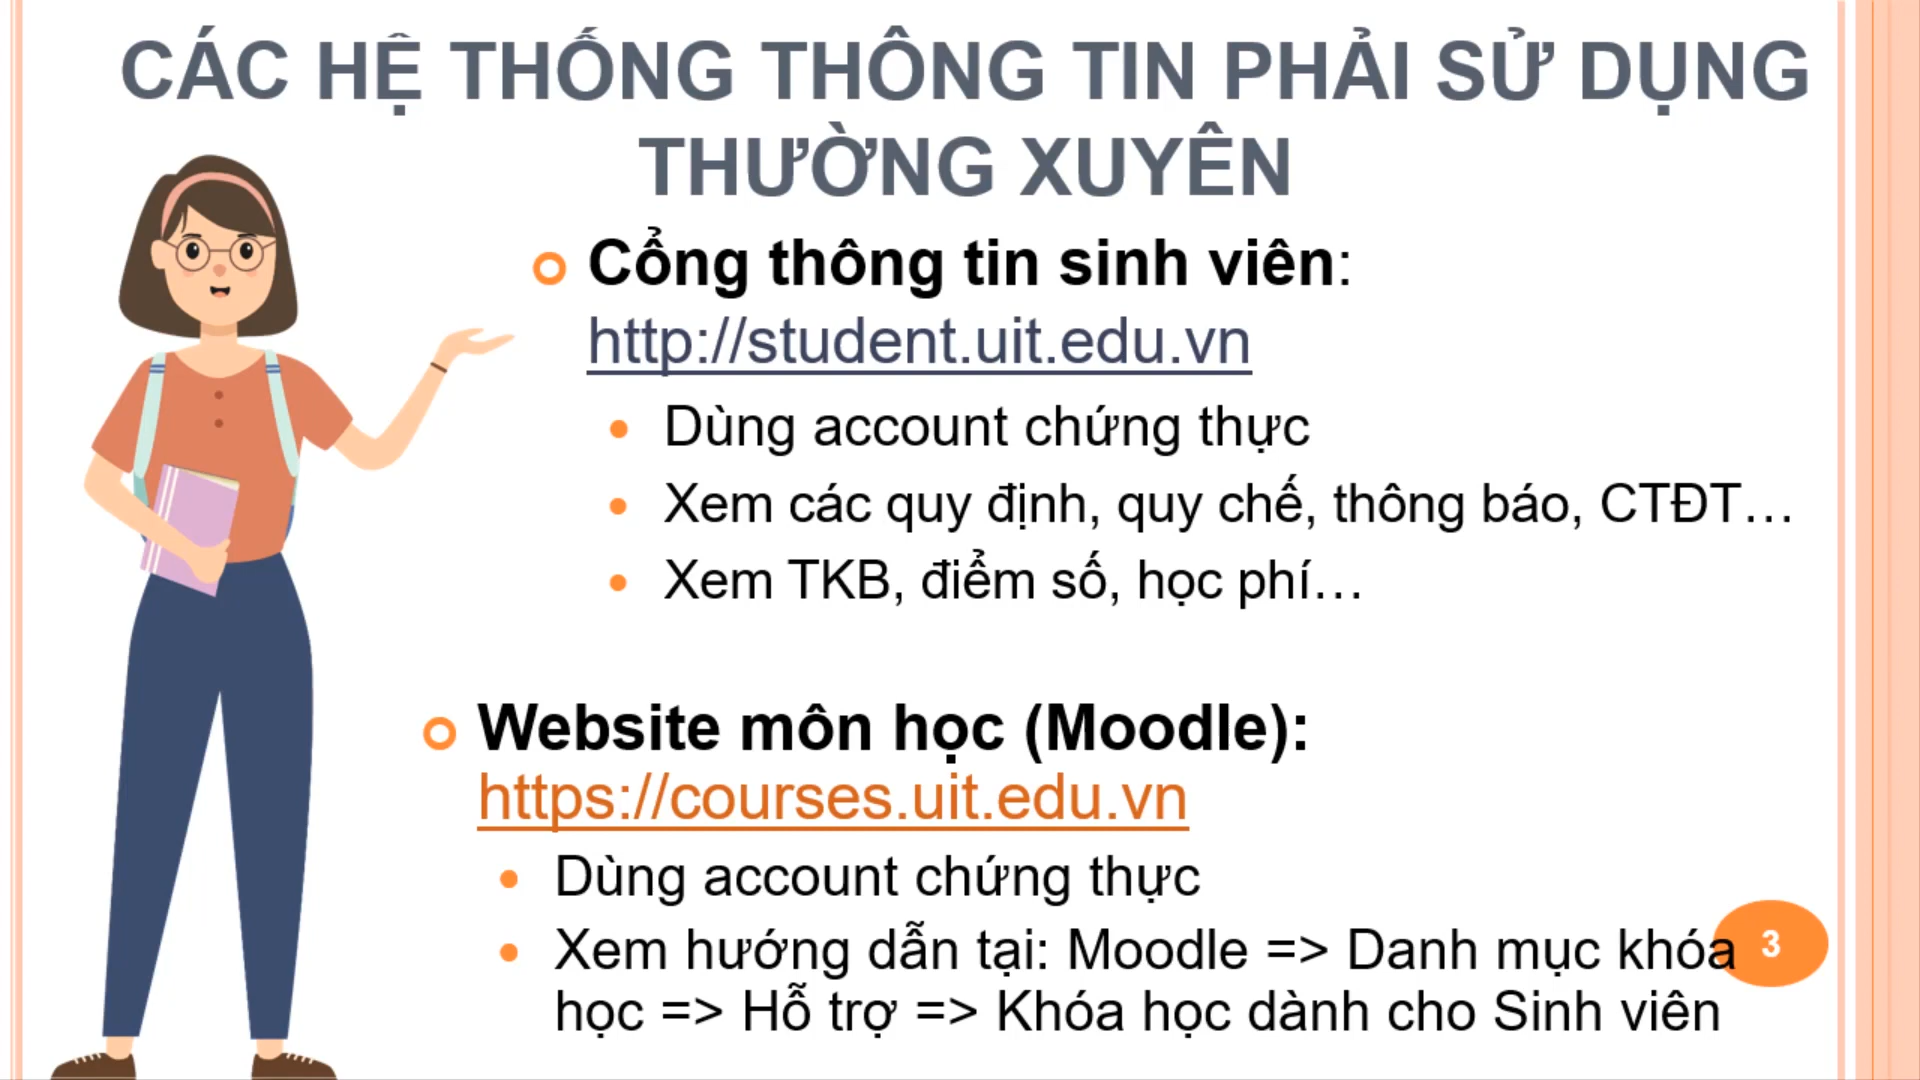 CÁC HỆ THỐNG THÔNG TIN PHẢI SỬ DỤNG
THƯỜNG XUYÊN
Cổng thông tin sinh viên:
http://student.uit.edu.vn
Dùng account chứng thực
Xem các quy định, quy chế, thông báo, CTĐT…
Xem TKB, điểm số, học phí…
Website môn học (Moodle):
https://courses.uit.edu.vn
Dùng account chứng thực
Xem hướng dẫn tại: Moodle => Danh mục khóa
học => Hỗ trợ => Khóa học dành cho Sinh viên
3